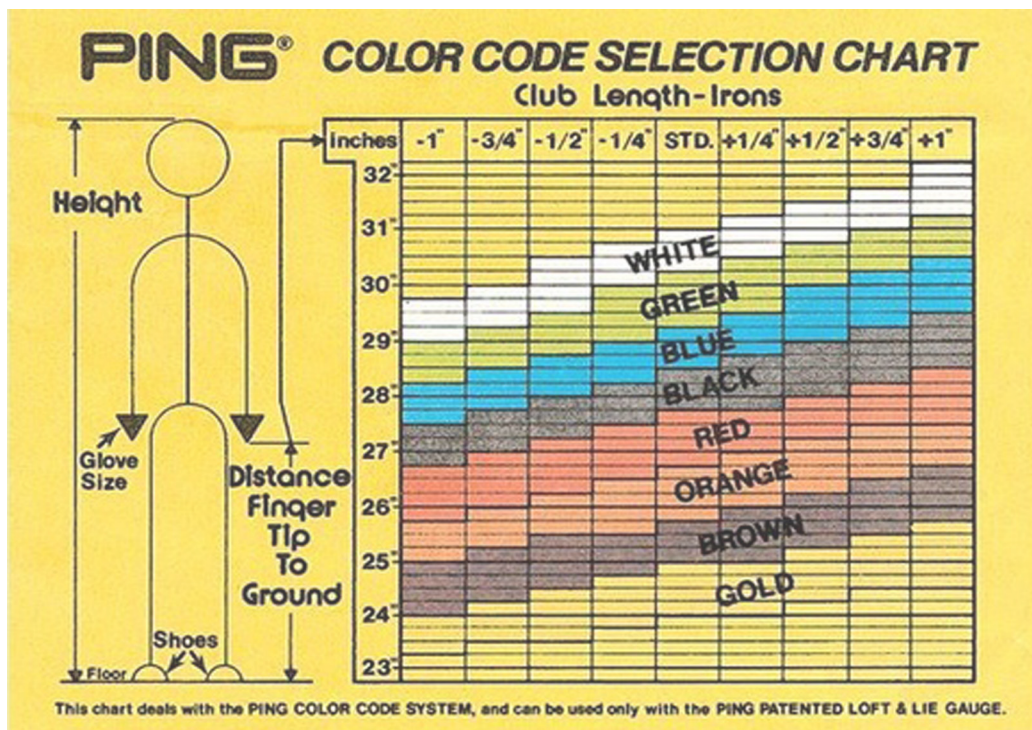 PING® COLOR CODE SELECTION CHART
Club Length-Irons
inches -1" -3/4" -1/2" -1/4" STD. +1/4" +1/2" +3/4" +1"
Height
32"
31"
30"
29"
28"
27"
26"
25"
24"
23"
WHITE
GREEN
BLUE
BLACK
RED
ORANGE
BROWN
GOLD
Glove
Size
Distance
Finger
Tip
To
Ground
Shoes
Floor
This chart deals with the PING COLOR CODE SYSTEM, and can be used only with the PING PATENTED LOFT & LIE GAUGE.